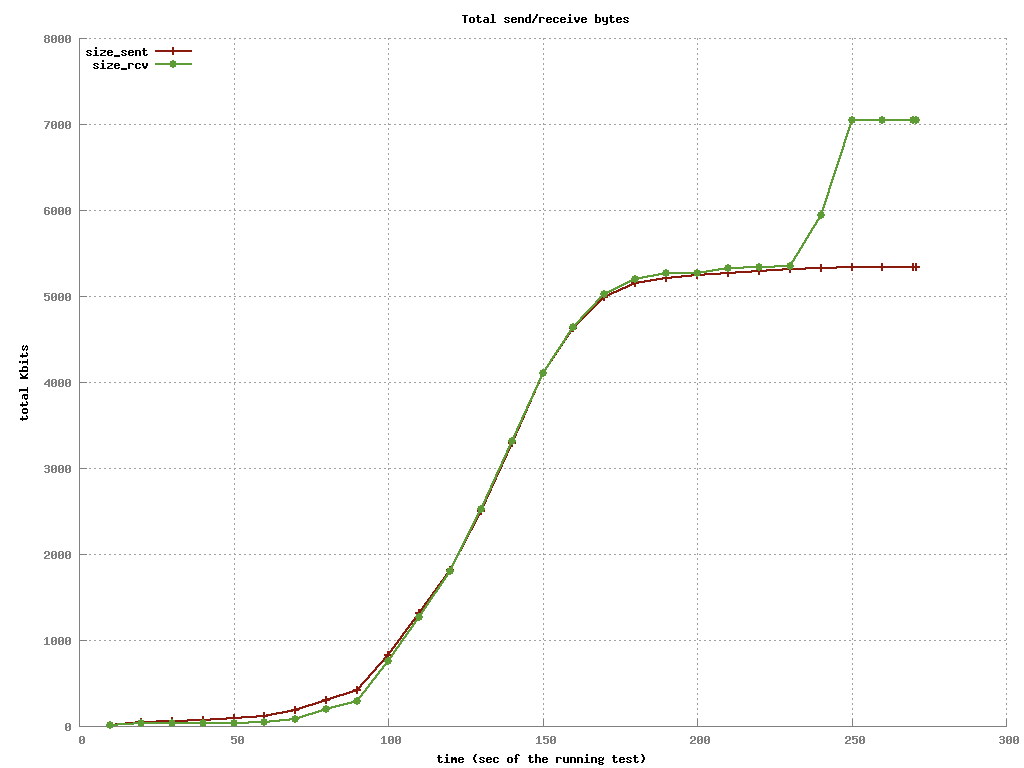 Total send/receive bytes
size_sent
size_rcv
8000
7000
6000
5000
4000
3000
2000
1000
0
total Kbits
0 50 100 150 200 250 300
time (sec of the running test)